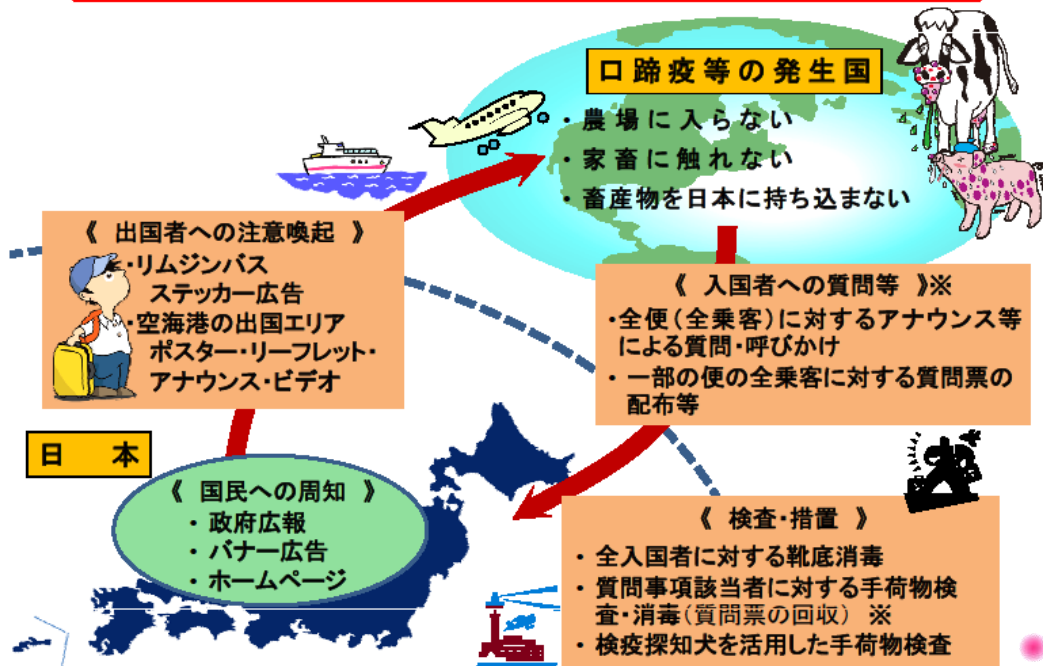 口蹄疫等の発生国
・農場に入らない
・家畜に触れない
・畜産物を日本に持ち込まない
《 出国者への注意喚起 》
・リムジンバス
ステッカー広告
・空海港の出国エリア
ポスター・リーフレット・
アナウンス・ビデオ
《 入国者への質問等 》※
・全便(全乗客)に対するアナウンス等
による質問・呼びかけ
・ 一部の便の全乗客に対する質問票の
配布等
日 本
《 国民への周知 》
・ 政府広報
・ バナー広告
・ ホームページ
《 検査・措置 》
・ 全入国者に対する靴底消毒
・ 質問事項該当者に対する手荷物検
査・消毒(質問票の回収) ※
・ 検疫探知犬を活用した手荷物検査